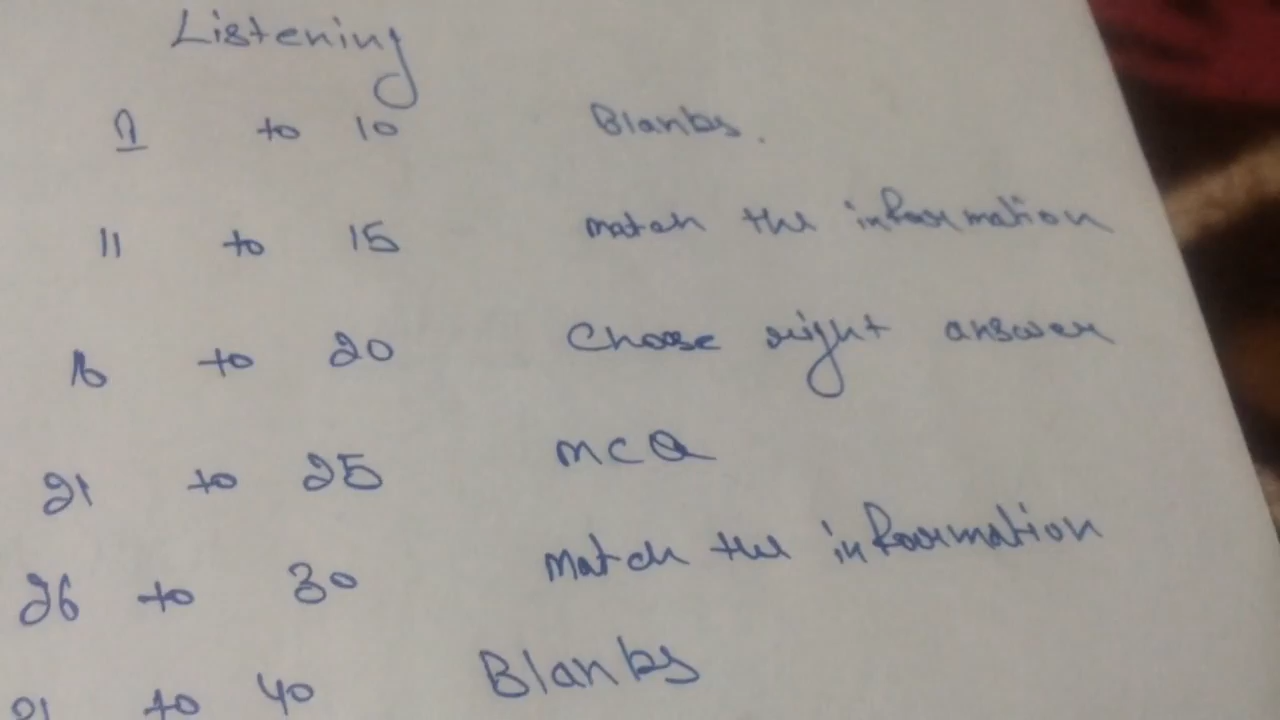 Listening
1 to 10 Blanks.
11 to 15 match the information
16 to 20 Choose right answer
21 to 25 MCQ
26 to 30 Match the information
to 40 Blanks